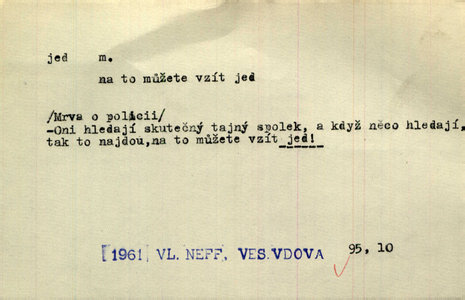 jed m.
na to můžete vzít jed
/Mrva o polícii/
-Oni hledají skutečný tajný spolek, a když něco hledají,
tak to najdou,na to můžete vzít jed!
[1961] VL. NEFF, VES. VDOVA 95, 10